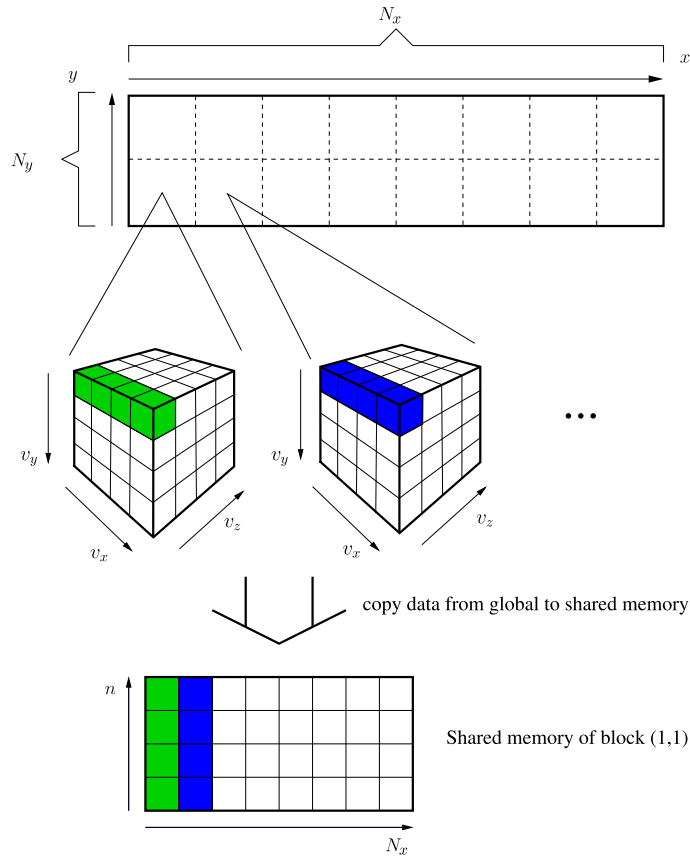 N_x
y
x
N_y
v_y
v_x
v_z
v_y
v_x
v_z
...
copy data from global to shared memory
n
Shared memory of block (1,1)
N_x